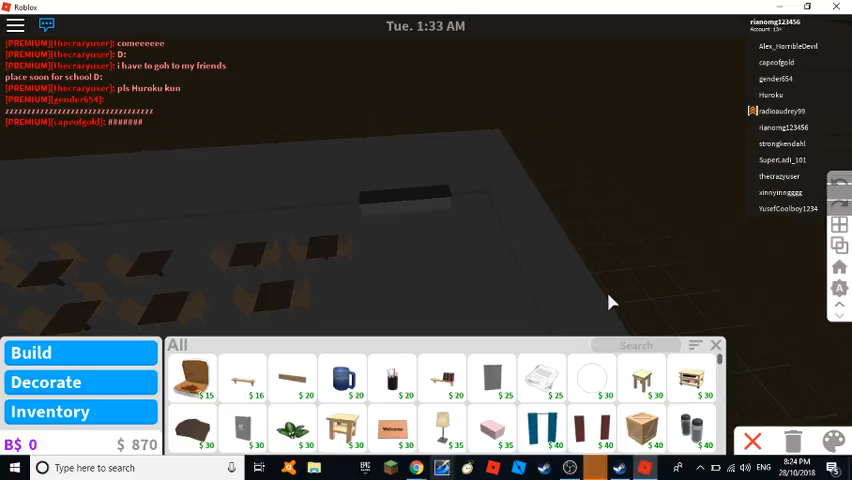 Roblox
Tue. 1:33 AM
rianomg123456
Account: 13+
[PREMIUM][thecrazyuser]: comeeeeee
[PREMIUM][thecrazyuser]: D:
[PREMIUM][thecrazyuser]: i have to goh to my friends
place soon for school D:
[PREMIUM][thecrazyuser]: pls Huroku kun
[PREMIUM][gender654]:
zzzzzzzzzzzzzzzzzzzzzzzzzzzzzzzzzz
[PREMIUM][capeofgold]: #######
Alex_HorribleDevil
capeofgold
gender654
Huroku
radioaudrey99
rianomg123456
strongkendahl
SuperLadi_101
thecrazyuser
xinnyinngggg
YusefCoolboy1234
Build
Decorate
Inventory
B$ 0
$ 870
All
Search
$ 15
$ 16
$ 20
$ 20
$ 20
$ 20
$ 25
$ 25
$ 30
$ 30
$ 30
$ 30
$ 30
$ 30
$ 30
Welcome
$ 30
$ 35
$ 35
$ 40
$ 40
$ 40
$ 40
Type here to search
EPIC
ENG
8:24 PM
28/10/2018
5